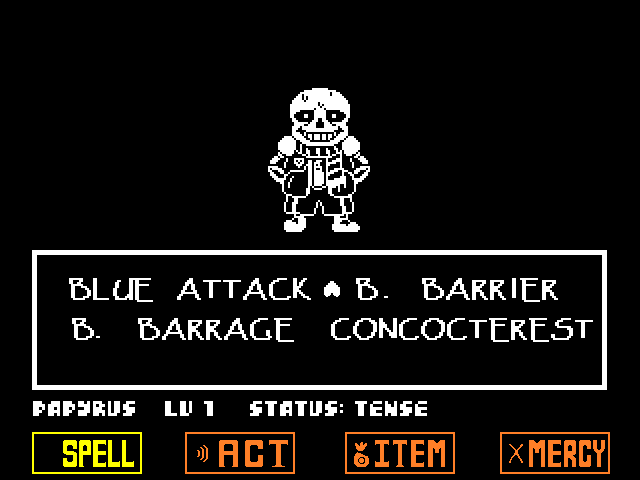 BLUE ATTACK B. BARRIER
B. BARRAGE CONCOCTEREST
PAPYRUS LV 1 STATUS: TENSE
SPELL ACT ITEM MERCY